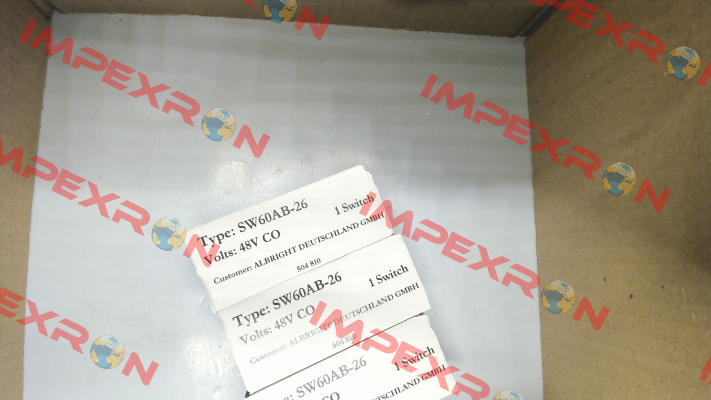 Type: SW60AB-26
1 Switch
Volts: 48V CO
Customer: ALBRIGHT DEUTSCHLAND GMBH
504 810
Type: SW60AB-26
1 Switch
Volts: 48V CO
Customer: ALBRIGHT DEUTSCHLAND GMBH
504 810
SW60AB-26
1 Switch
48V CO
GMBH
IMPEXRON
IMPEXRON
IMPEXRON
IMPEXRON
IMPEXRON
IMPEXRON